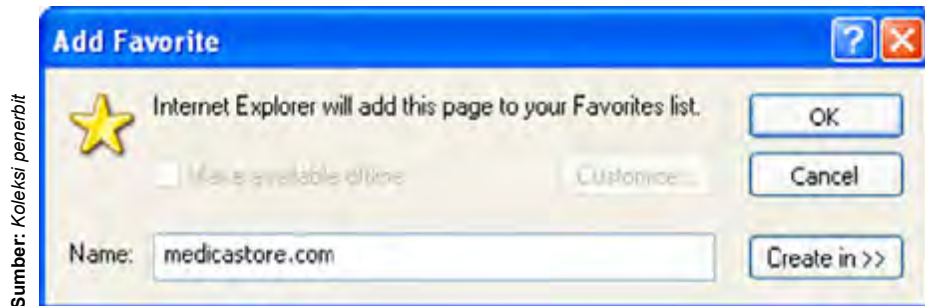 Add Favorite
Internet Explorer will add this page to your Favorites list.
OK
Make available offline
Customize...
Cancel
Name: medicastore.com
Create in >>
Sumber: Koleksi penerbit